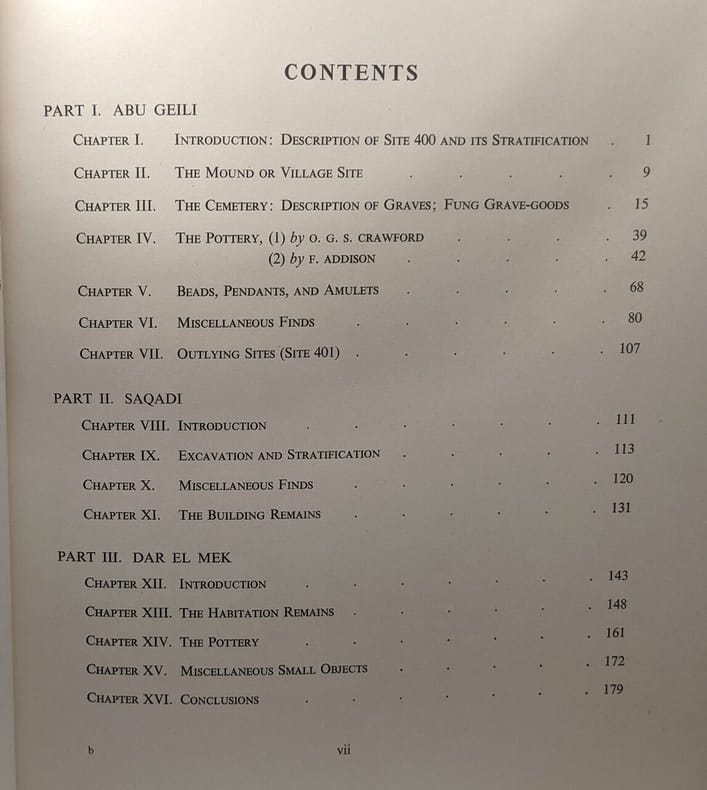 CONTENTS
PART I. ABU GEILI
CHAPTER I. INTRODUCTION: DESCRIPTION OF SITE 400 AND ITS STRATIFICATION . 1
CHAPTER II. THE MOUND OR VILLAGE SITE . . . . . 9
CHAPTER III. THE CEMETERY: DESCRIPTION OF GRAVES; FUNG GRAVE-GOODS . 15
CHAPTER IV. THE POTTERY, (1) by O. G. S. CRAWFORD . . . . 39
(2) by F. ADDISON . . . . . 42
CHAPTER V. BEADS, PENDANTS, AND AMULETS . . . . . 68
CHAPTER VI. MISCELLANEOUS FINDS . . . . . . 80
CHAPTER VII. OUTLYING SITES (SITE 401) . . . . . . 107
PART II. SAQADI
CHAPTER VIII. INTRODUCTION . . . . . . . 111
CHAPTER IX. EXCAVATION AND STRATIFICATION . . . . . 113
CHAPTER X. MISCELLANEOUS FINDS . . . . . . 120
CHAPTER XI. THE BUILDING REMAINS . . . . . . 131
PART III. DAR EL MEK
CHAPTER XII. INTRODUCTION . . . . . . . 143
CHAPTER XIII. THE HABITATION REMAINS . . . . . . 148
CHAPTER XIV. THE POTTERY . . . . . . . 161
CHAPTER XV. MISCELLANEOUS SMALL OBJECTS . . . . . 172
CHAPTER XVI. CONCLUSIONS . . . . . . . 179
b vii